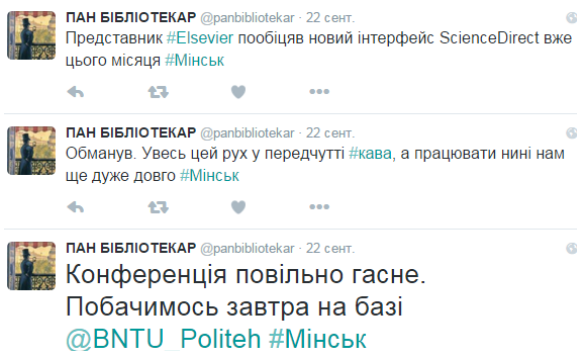 ПАН БІБЛІОТЕКАР @panbibliotekar · 22 сент.
Представник #Elsevier пообіцяв новий інтерфейс ScienceDirect вже
цього місяця #Мінськ
ПАН БІБЛІОТЕКАР @panbibliotekar · 22 сент.
Обманув. Увесь цей рух у передчутті #кава, а працювати нині нам
ще дуже довго #Мінськ
ПАН БІБЛІОТЕКАР @panbibliotekar · 22 сент.
Конференція повільно гасне.
Побачимось завтра на базі
@BNTU_Politeh #Мінськ